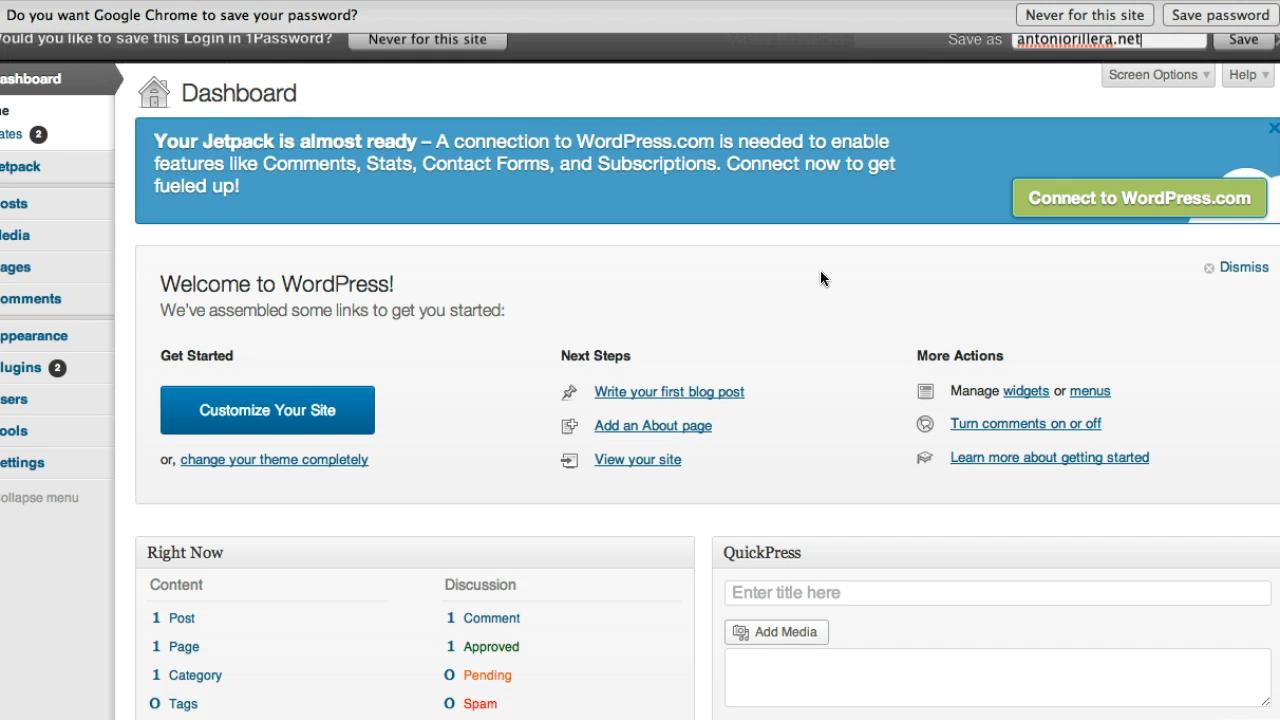 Do you want Google Chrome to save your password?
Never for this site
Save password
ould you like to save this Login in 1Password?
Never for this site
Save as
antoniorillera.net
Save
ashboard
Screen Options
Help
Dashboard
me
ates 2
etpack
osts
ledia
ages
omments
ppearance
lugins 2
sers
ools
ettings
ollapse menu
Your Jetpack is almost ready – A connection to WordPress.com is needed to enable
features like Comments, Stats, Contact Forms, and Subscriptions. Connect now to get
fueled up!
Connect to WordPress.com
Welcome to WordPress!
Dismiss
We've assembled some links to get you started:
Get Started
Customize Your Site
or, change your theme completely
Next Steps
Write your first blog post
Add an About page
View your site
More Actions
Manage widgets or menus
Turn comments on or off
Learn more about getting started
Right Now
Content
1 Post
1 Page
1 Category
0 Tags
Discussion
1 Comment
1 Approved
0 Pending
0 Spam
QuickPress
Enter title here
Add Media